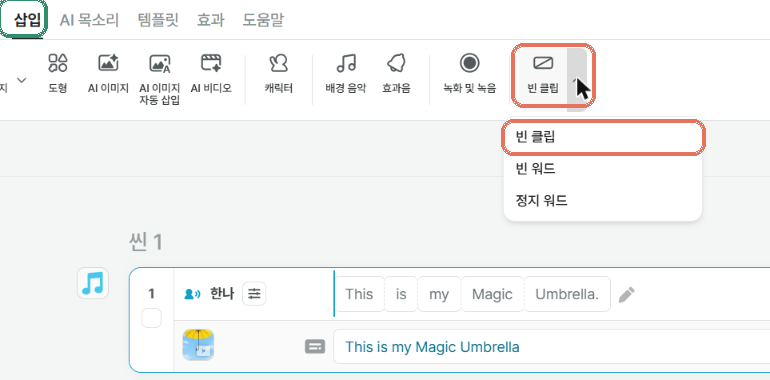 삽입 AI 목소리 템플릿 효과 도움말
지 도형 AI 이미지 AI 이미지 자동 삽입 AI 비디오 캐릭터 배경 음악 효과음 녹화 및 녹음 빈 클립
빈 클립
빈 워드
정지 워드
씬 1
1 한나 This is my Magic Umbrella.
This is my Magic Umbrella